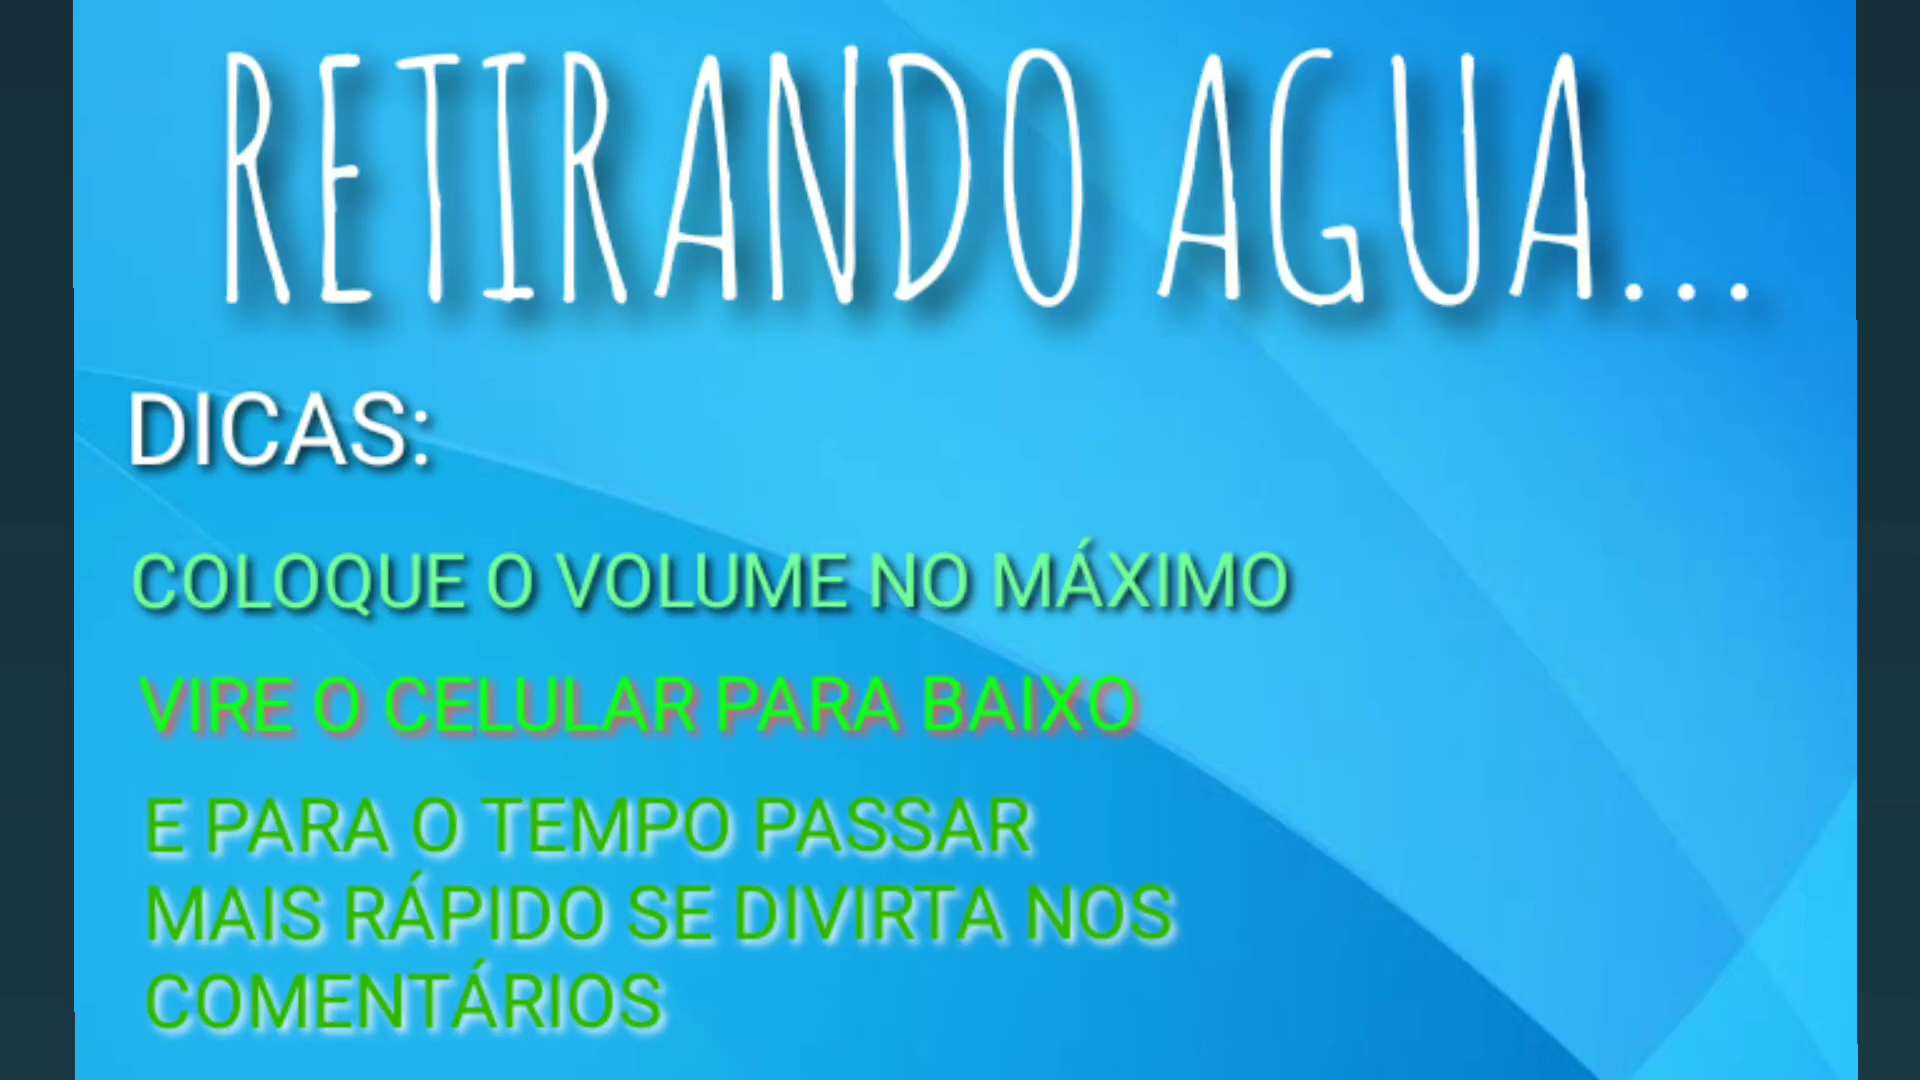 RETIRANDO AGUA...
DICAS:
COLOQUE O VOLUME NO MÁXIMO
VIRE O CELULAR PARA BAIXO
E PARA O TEMPO PASSAR
MAIS RÁPIDO SE DIVIRTA NOS
COMENTÁRIOS